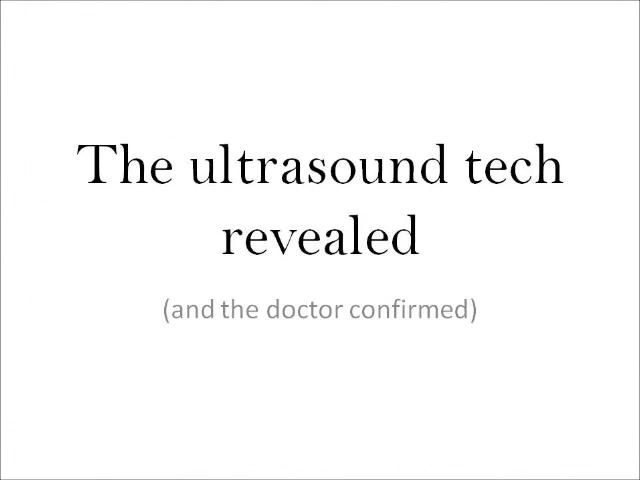 The ultrasound tech
revealed
(and the doctor confirmed)